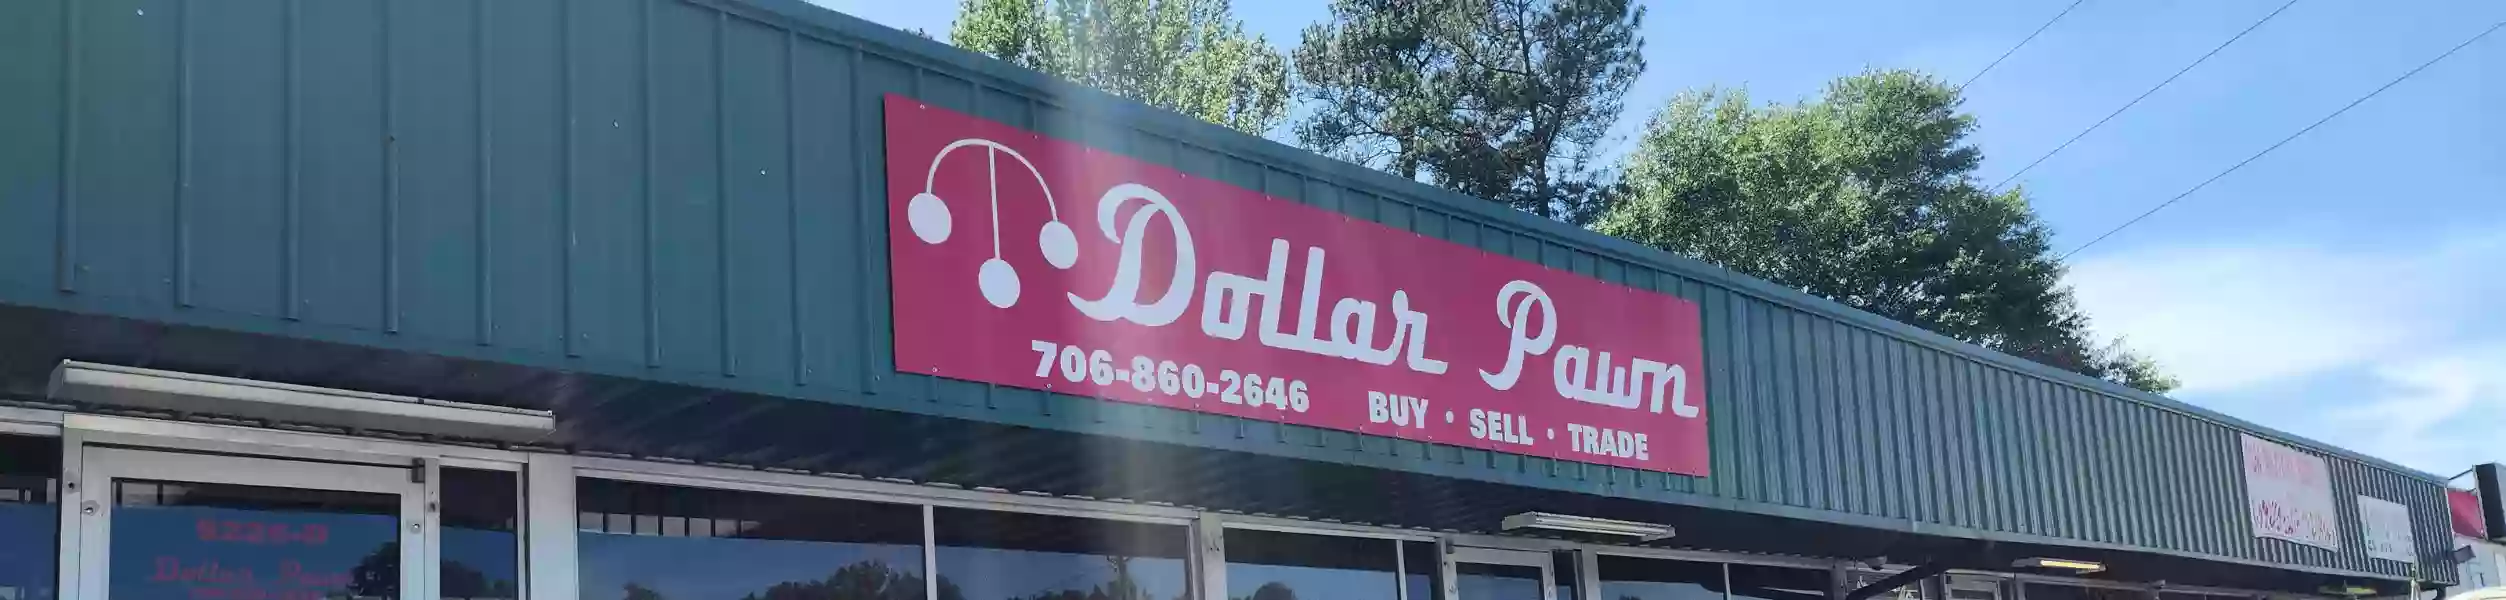 Dollar Pawn
706-860-2646
BUY · SELL · TRADE
Dollar Pawn